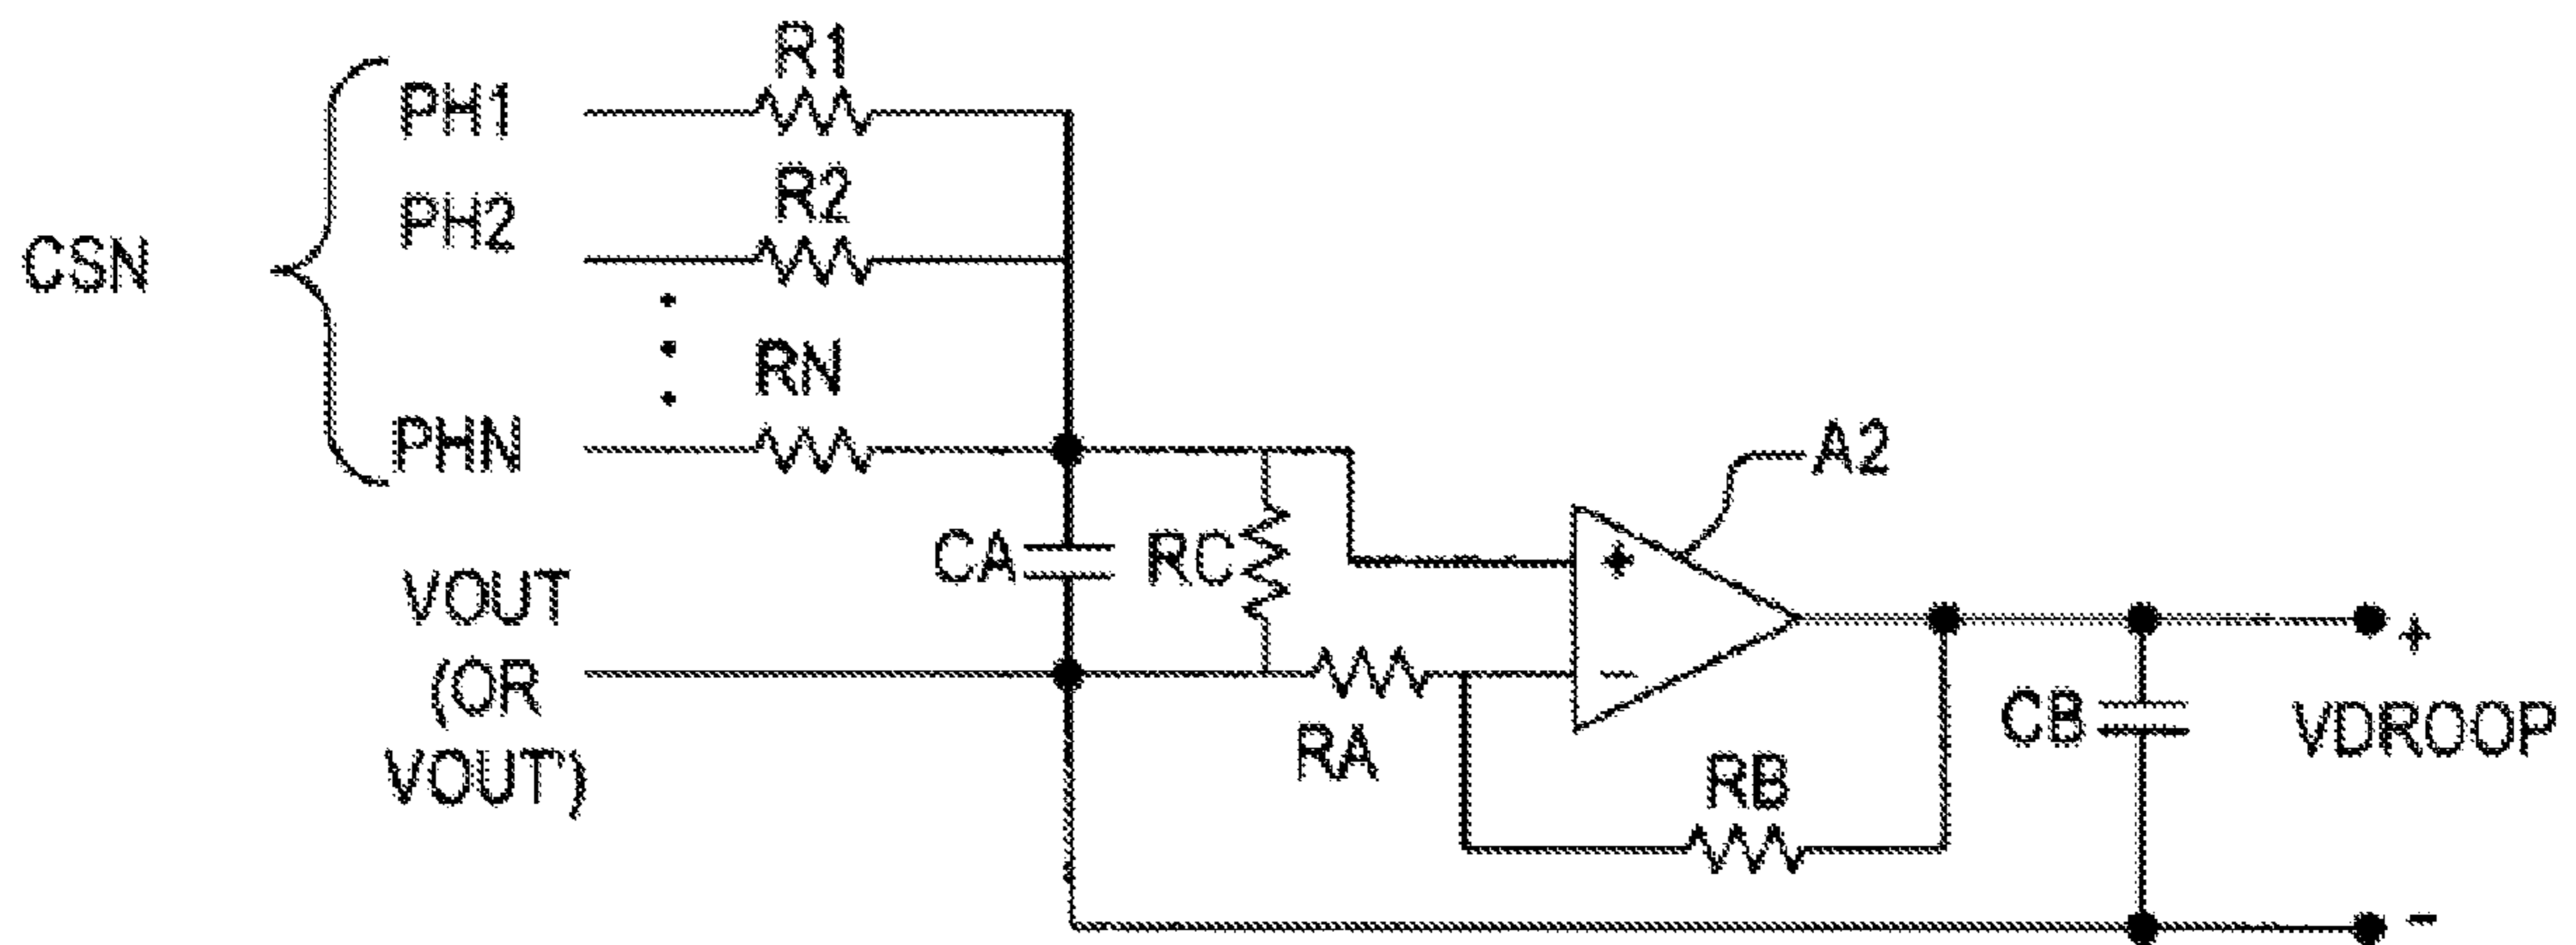 R1
PH1
R2
PH2
CSN
RN
PHN
A2
+
CA
RC
VOUT
(OR
VOUT')
−
+
RA
RB
CB
VDROOP
-